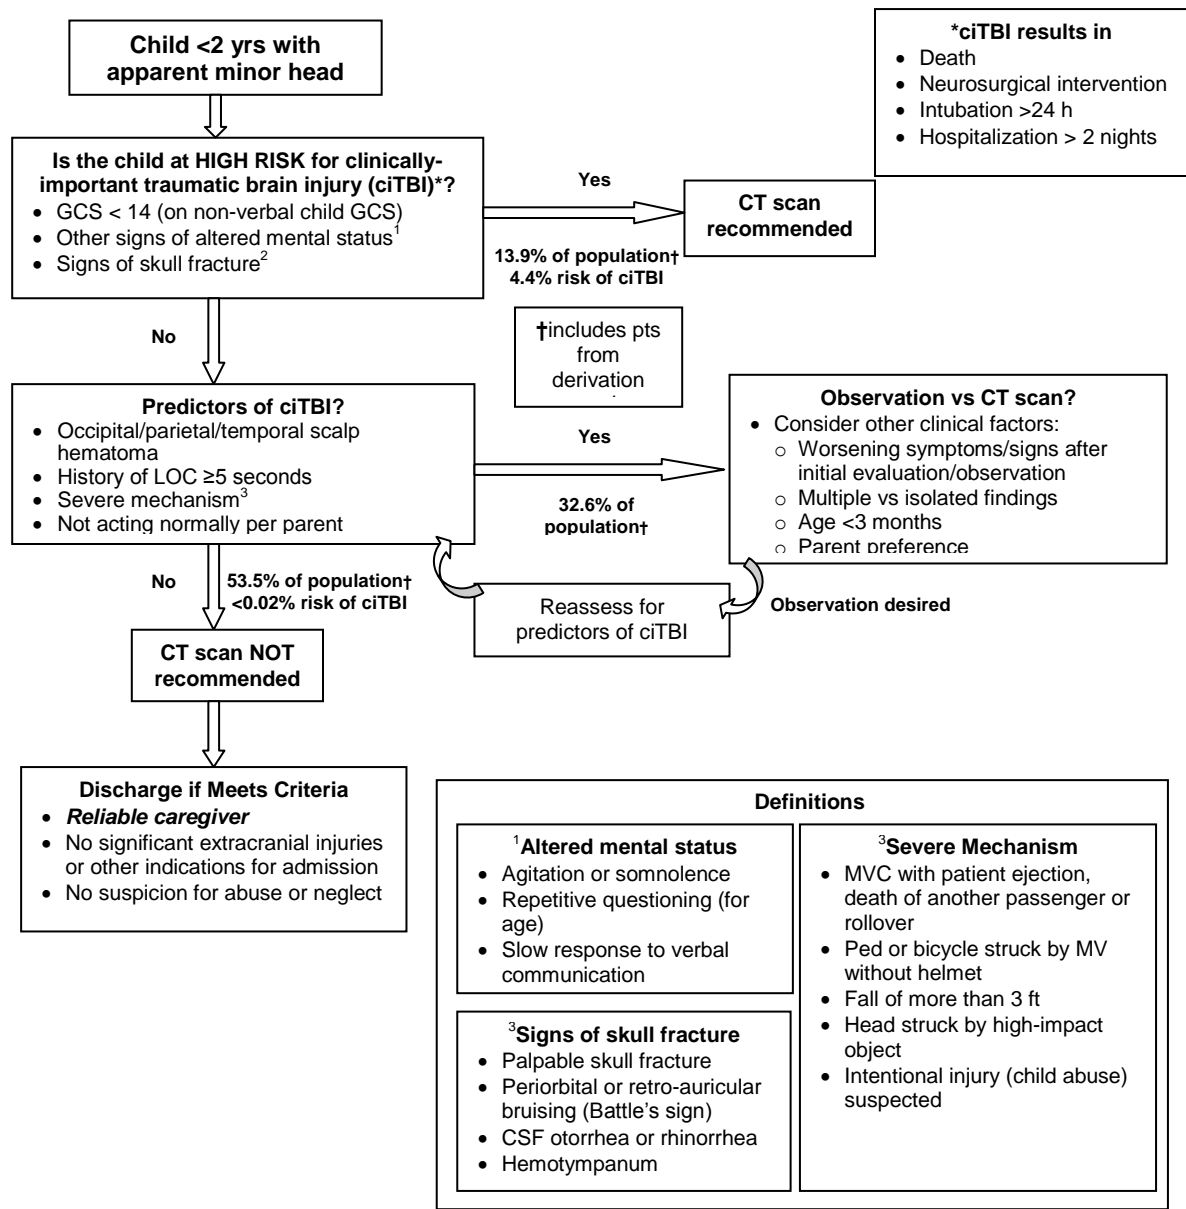 Child <2 yrs with
apparent minor head
*ciTBI results in
• Death
• Neurosurgical intervention
• Intubation >24 h
• Hospitalization > 2 nights
Is the child at HIGH RISK for clinically-
important traumatic brain injury (ciTBI)*?
• GCS < 14 (on non-verbal child GCS)
• Other signs of altered mental status1
• Signs of skull fracture2
Yes
13.9% of population†
4.4% risk of ciTBI
CT scan
recommended
No
†includes pts
from
derivation
Predictors of ciTBI?
• Occipital/parietal/temporal scalp
hematoma
• History of LOC ≥5 seconds
• Severe mechanism3
• Not acting normally per parent
Yes
32.6% of
population†
Observation vs CT scan?
• Consider other clinical factors:
o Worsening symptoms/signs after
initial evaluation/observation
o Multiple vs isolated findings
o Age <3 months
o Parent preference
Observation desired
Reassess for
predictors of ciTBI
No
53.5% of population†
<0.02% risk of ciTBI
CT scan NOT
recommended
Discharge if Meets Criteria
• Reliable caregiver
• No significant extracranial injuries
or other indications for admission
• No suspicion for abuse or neglect
Definitions
1Altered mental status
• Agitation or somnolence
• Repetitive questioning (for
age)
• Slow response to verbal
communication
3Signs of skull fracture
• Palpable skull fracture
• Periorbital or retro-auricular
bruising (Battle's sign)
• CSF otorrhea or rhinorrhea
• Hemotympanum
3Severe Mechanism
• MVC with patient ejection,
death of another passenger or
rollover
• Ped or bicycle struck by MV
without helmet
• Fall of more than 3 ft
• Head struck by high-impact
object
• Intentional injury (child abuse)
suspected